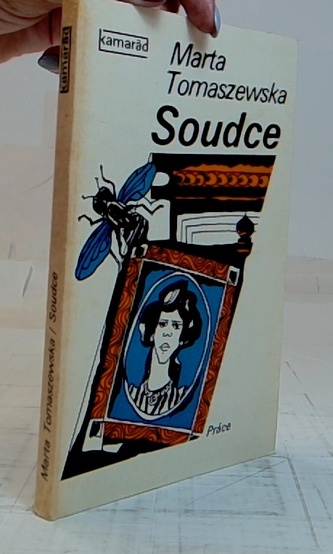 kamarád
kamarád
Marta
Tomaszewska
Soudce
Práce
Marta Tomaszewska / Soudce